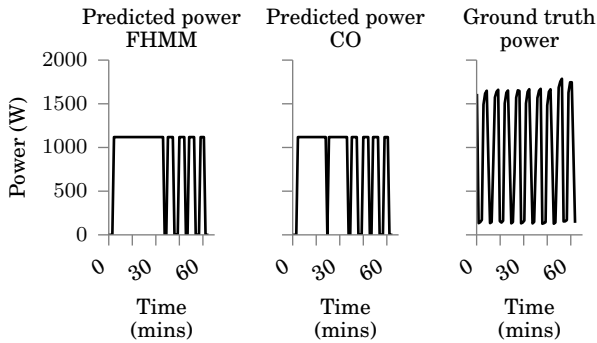 Predicted power
FHMM
Predicted power
CO
Ground truth
power
Power (W)
2000
1500
1000
500
0
0 30 60
0 30 60
0 30 60
Time
(mins)
Time
(mins)
Time
(mins)